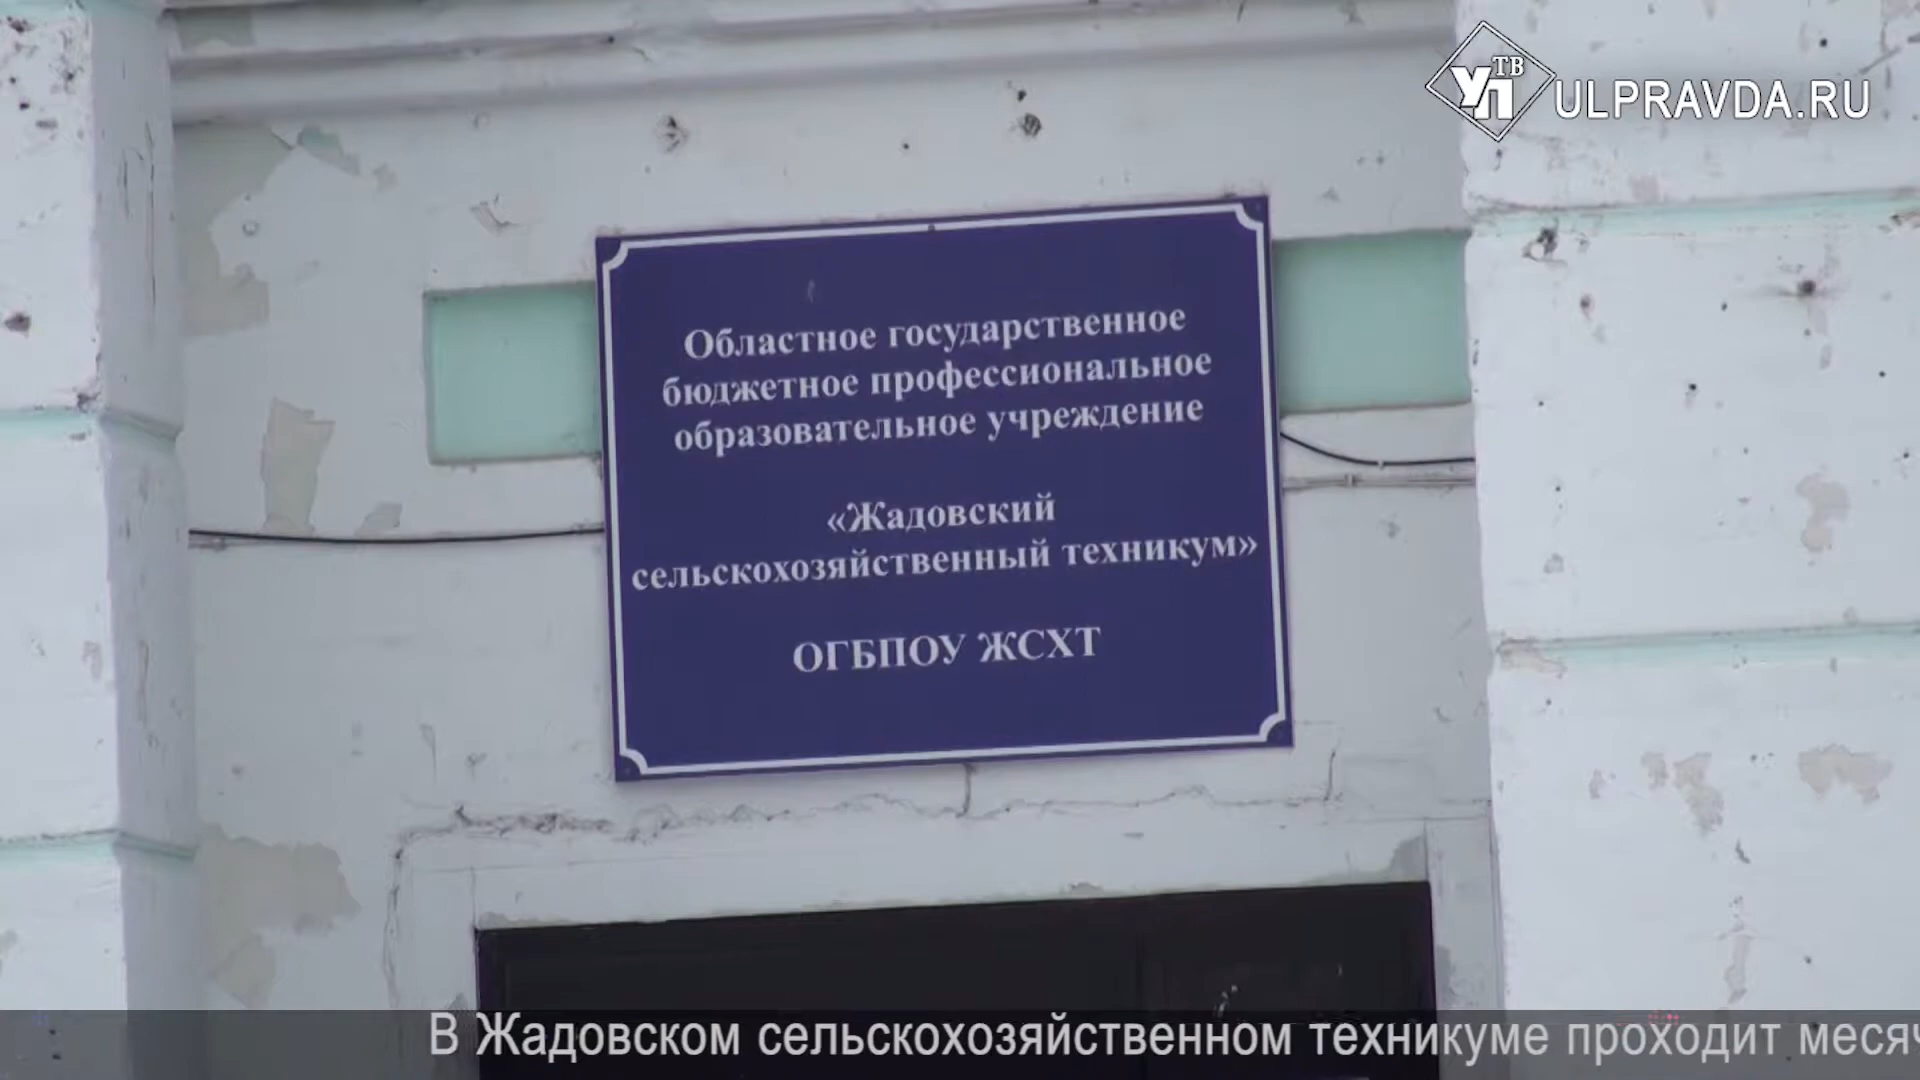 УП ТВ ULPRAVDA.RU
Областное государственное
бюджетное профессиональное
образовательное учреждение
«Жадовский
сельскохозяйственный техникум»
ОГБПОУ ЖСХТ
В Жадовском сельскохозяйственном техникуме проходит